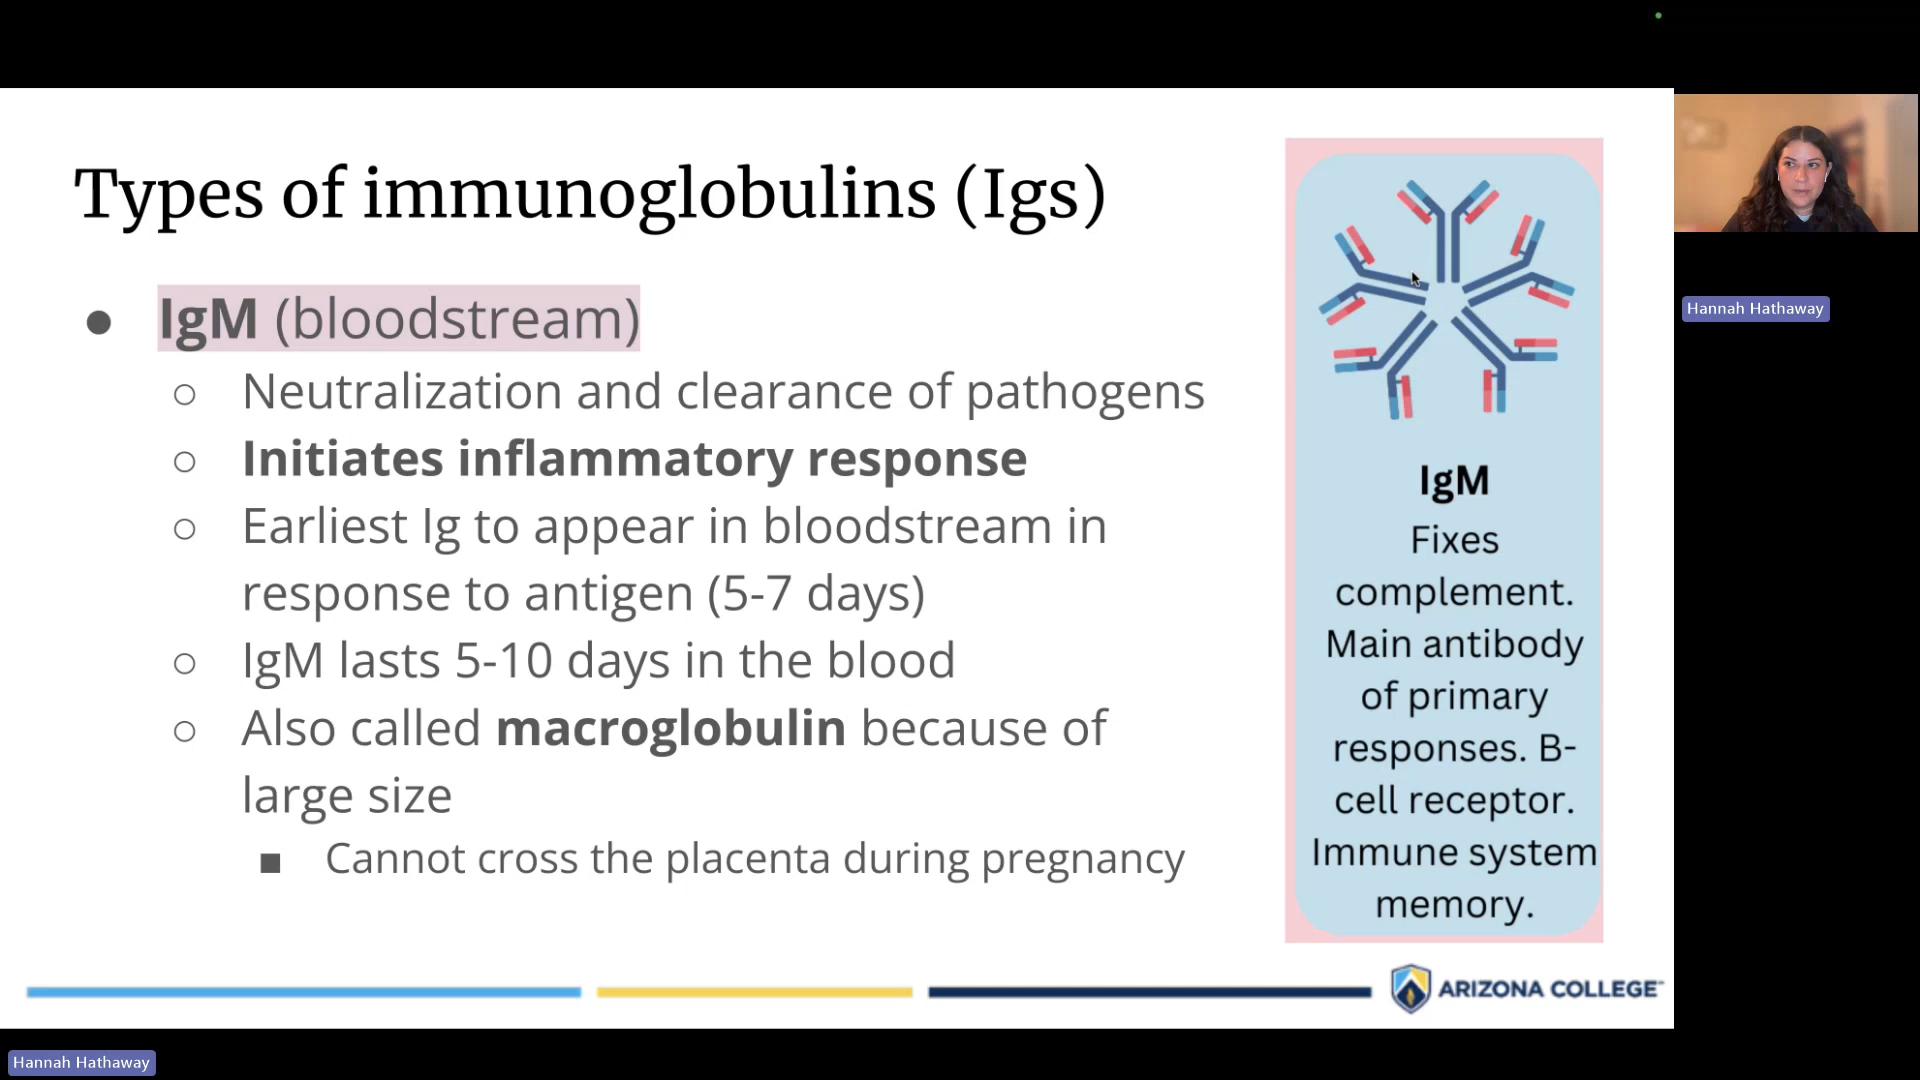 Types of immunoglobulins (Igs)
● IgM (bloodstream)
○ Neutralization and clearance of pathogens
○ Initiates inflammatory response
○ Earliest Ig to appear in bloodstream in
response to antigen (5-7 days)
○ IgM lasts 5-10 days in the blood
○ Also called macroglobulin because of
large size
■ Cannot cross the placenta during pregnancy
IgM
Fixes
complement.
Main antibody
of primary
responses. B-
cell receptor.
Immune system
memory.
ARIZONA COLLEGE™
Hannah Hathaway
Hannah Hathaway